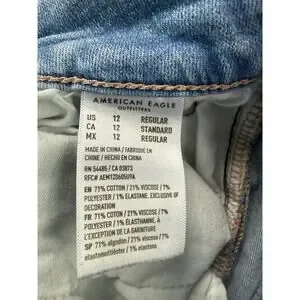 AMERICAN EAGLE
OUTFITTERS
US 12 REGULAR
CA 12 STANDARD
MX 12 REGULAR
MADE IN CHINA / FABRIQUÉ EN
CHINE / HECHO EN CHINA
RN 54485 / CA 03873
EN 71% COTTON / 21% VISCOSE / 7%
POLYESTER / 1% ELASTANE. EXCLUSIVE OF
DECORATION
FR 71% COTON / 21% VISCOSE / 7%
POLYESTER / 1% ÉLASTHANNE. À
L'EXCEPTION DE LA GARNITURE
SP 71% algodón / 21% viscosa / 7%
elastomultiéster / 1% elastano